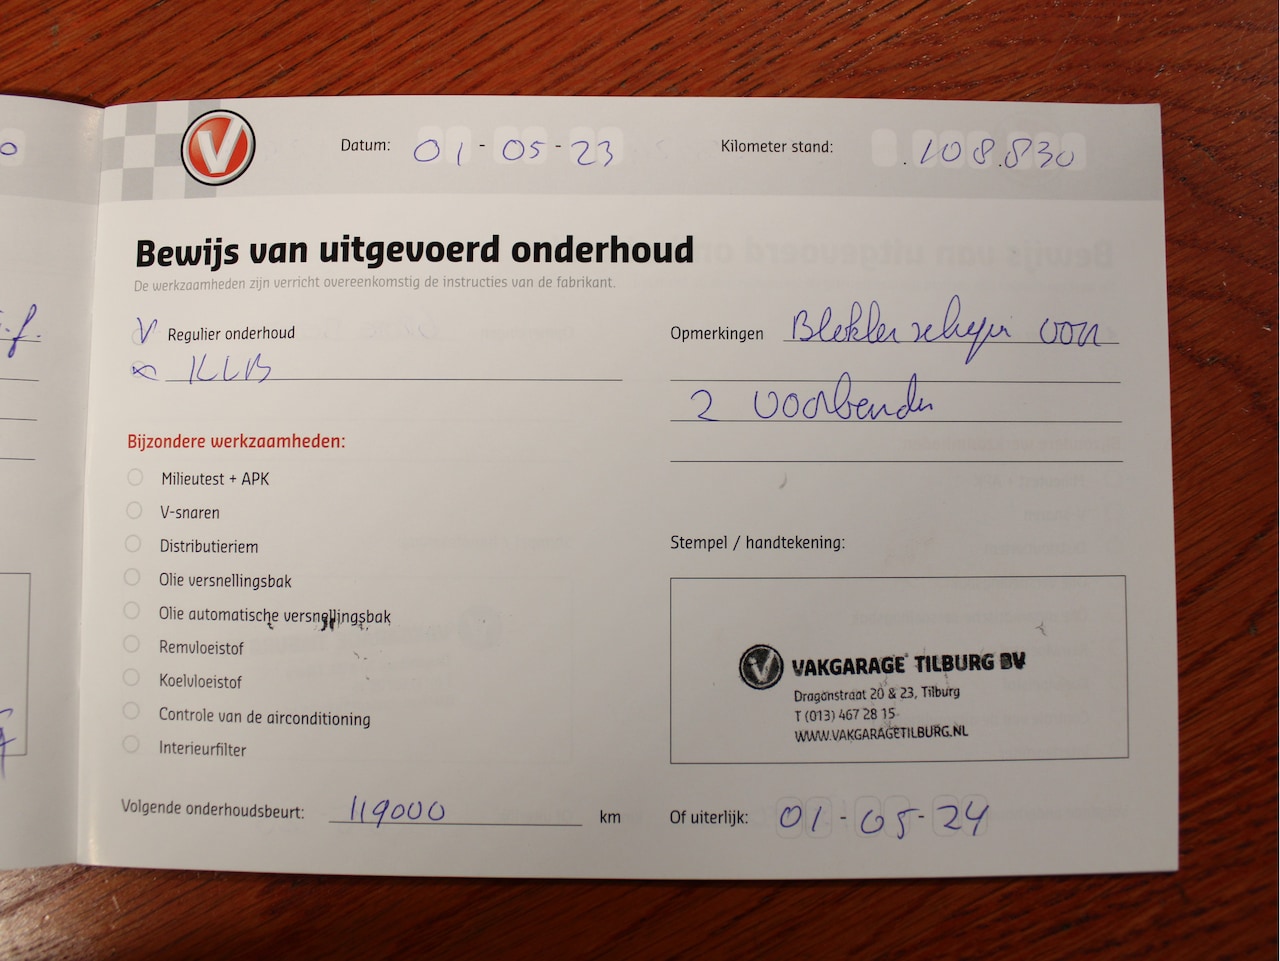 Datum: 01-05-23
Kilometer stand: .108.830
Bewijs van uitgevoerd onderhoud
De werkzaamheden zijn verricht overeenkomstig de instructies van de fabrikant.
V Regulier onderhoud
KLB
Opmerkingen voor
2 voorbanden
Bijzondere werkzaamheden:
Milieutest + APK
V-snaren
Distributieriem
Olie versnellingsbak
Olie automatische versnellingsbak
Remvloeistof
Koelvloeistof
Controle van de airconditioning
Interieurfilter
Stempel / handtekening:
V VAKGARAGE TILBURG BV
Draganstraat 20 & 23, Tilburg
T (013) 467 28 15
WWW.VAKGARAGETILBURG.NL
Volgende onderhoudsbeurt: 119000 km
Of uiterlijk: 01-05-24